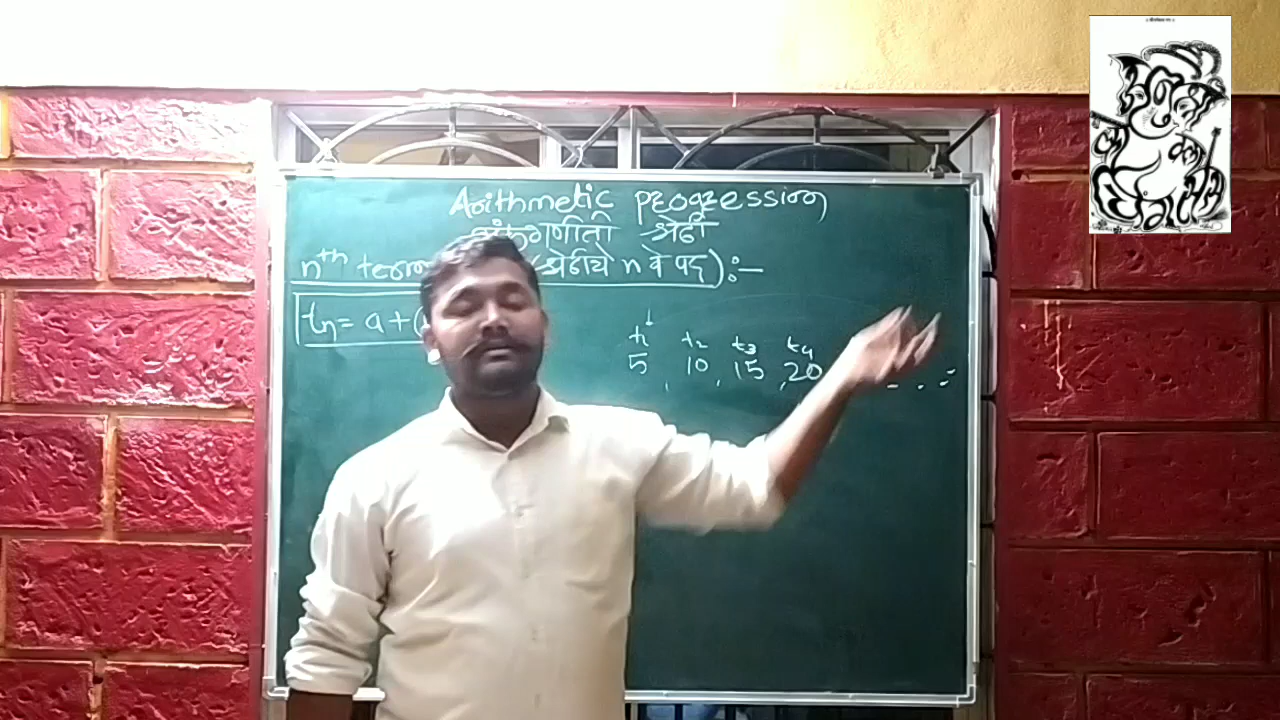 Arithmetic progression
अंकगणिती श्रेढी
nth term (श्रेढीचे n वे पद):-
tn = a + (
t1 t2 t3 t4
5, 10, 15, 20